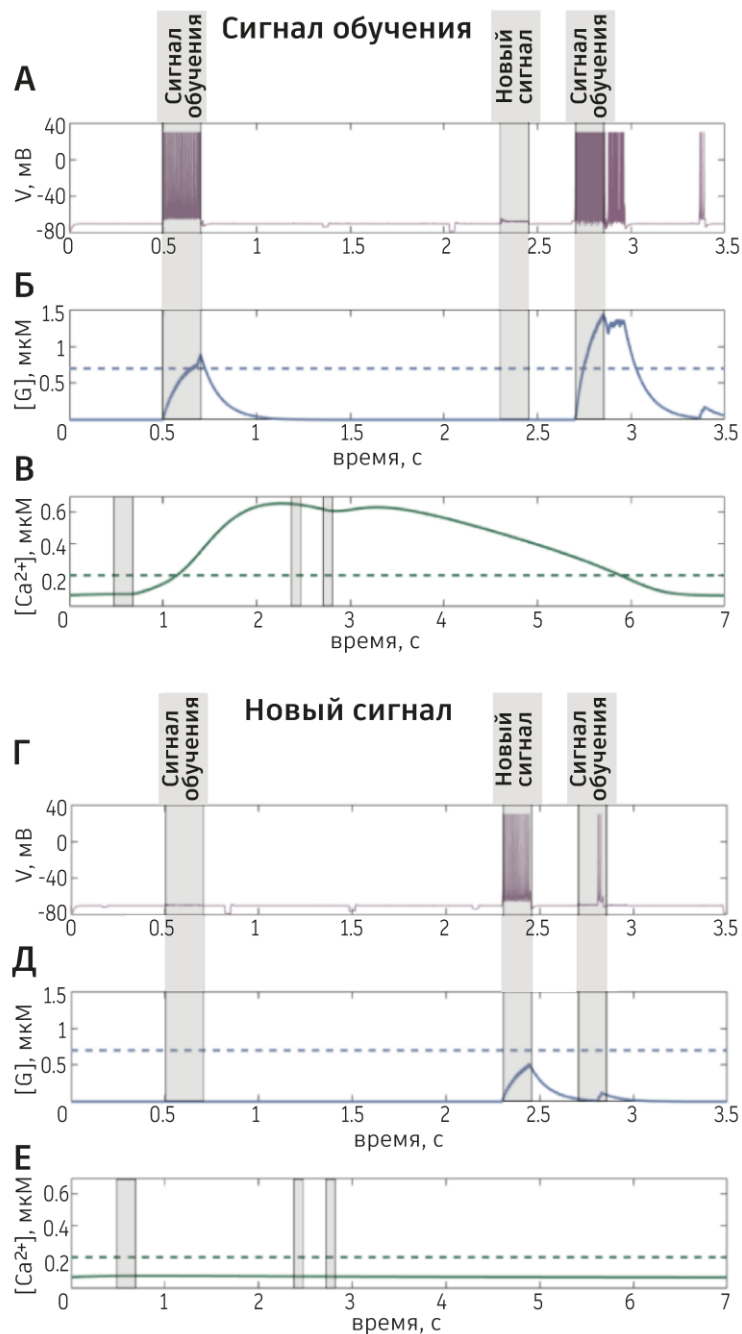 Сигнал обучения
Сигнал обучения
Новый сигнал
Сигнал обучения
А
V, мВ
40
0
-40
-80
0 0.5 1 1.5 2 2.5 3 3.5
Б
[G], мкМ
1.5
1
0.5
0
0 0.5 1 1.5 2 2.5 3 3.5
время, с
В
[Ca²⁺], мкМ
0.6
0.4
0.2
0 1 2 3 4 5 6 7
время, с
Новый сигнал
Сигнал обучения
Новый сигнал
Сигнал обучения
Г
V, мВ
40
0
-40
-80
0 0.5 1 1.5 2 2.5 3 3.5
Д
[G], мкМ
1.5
1
0.5
0
0 0.5 1 1.5 2 2.5 3 3.5
время, с
Е
[Ca²⁺], мкМ
0.6
0.4
0.2
0 1 2 3 4 5 6 7
время, с